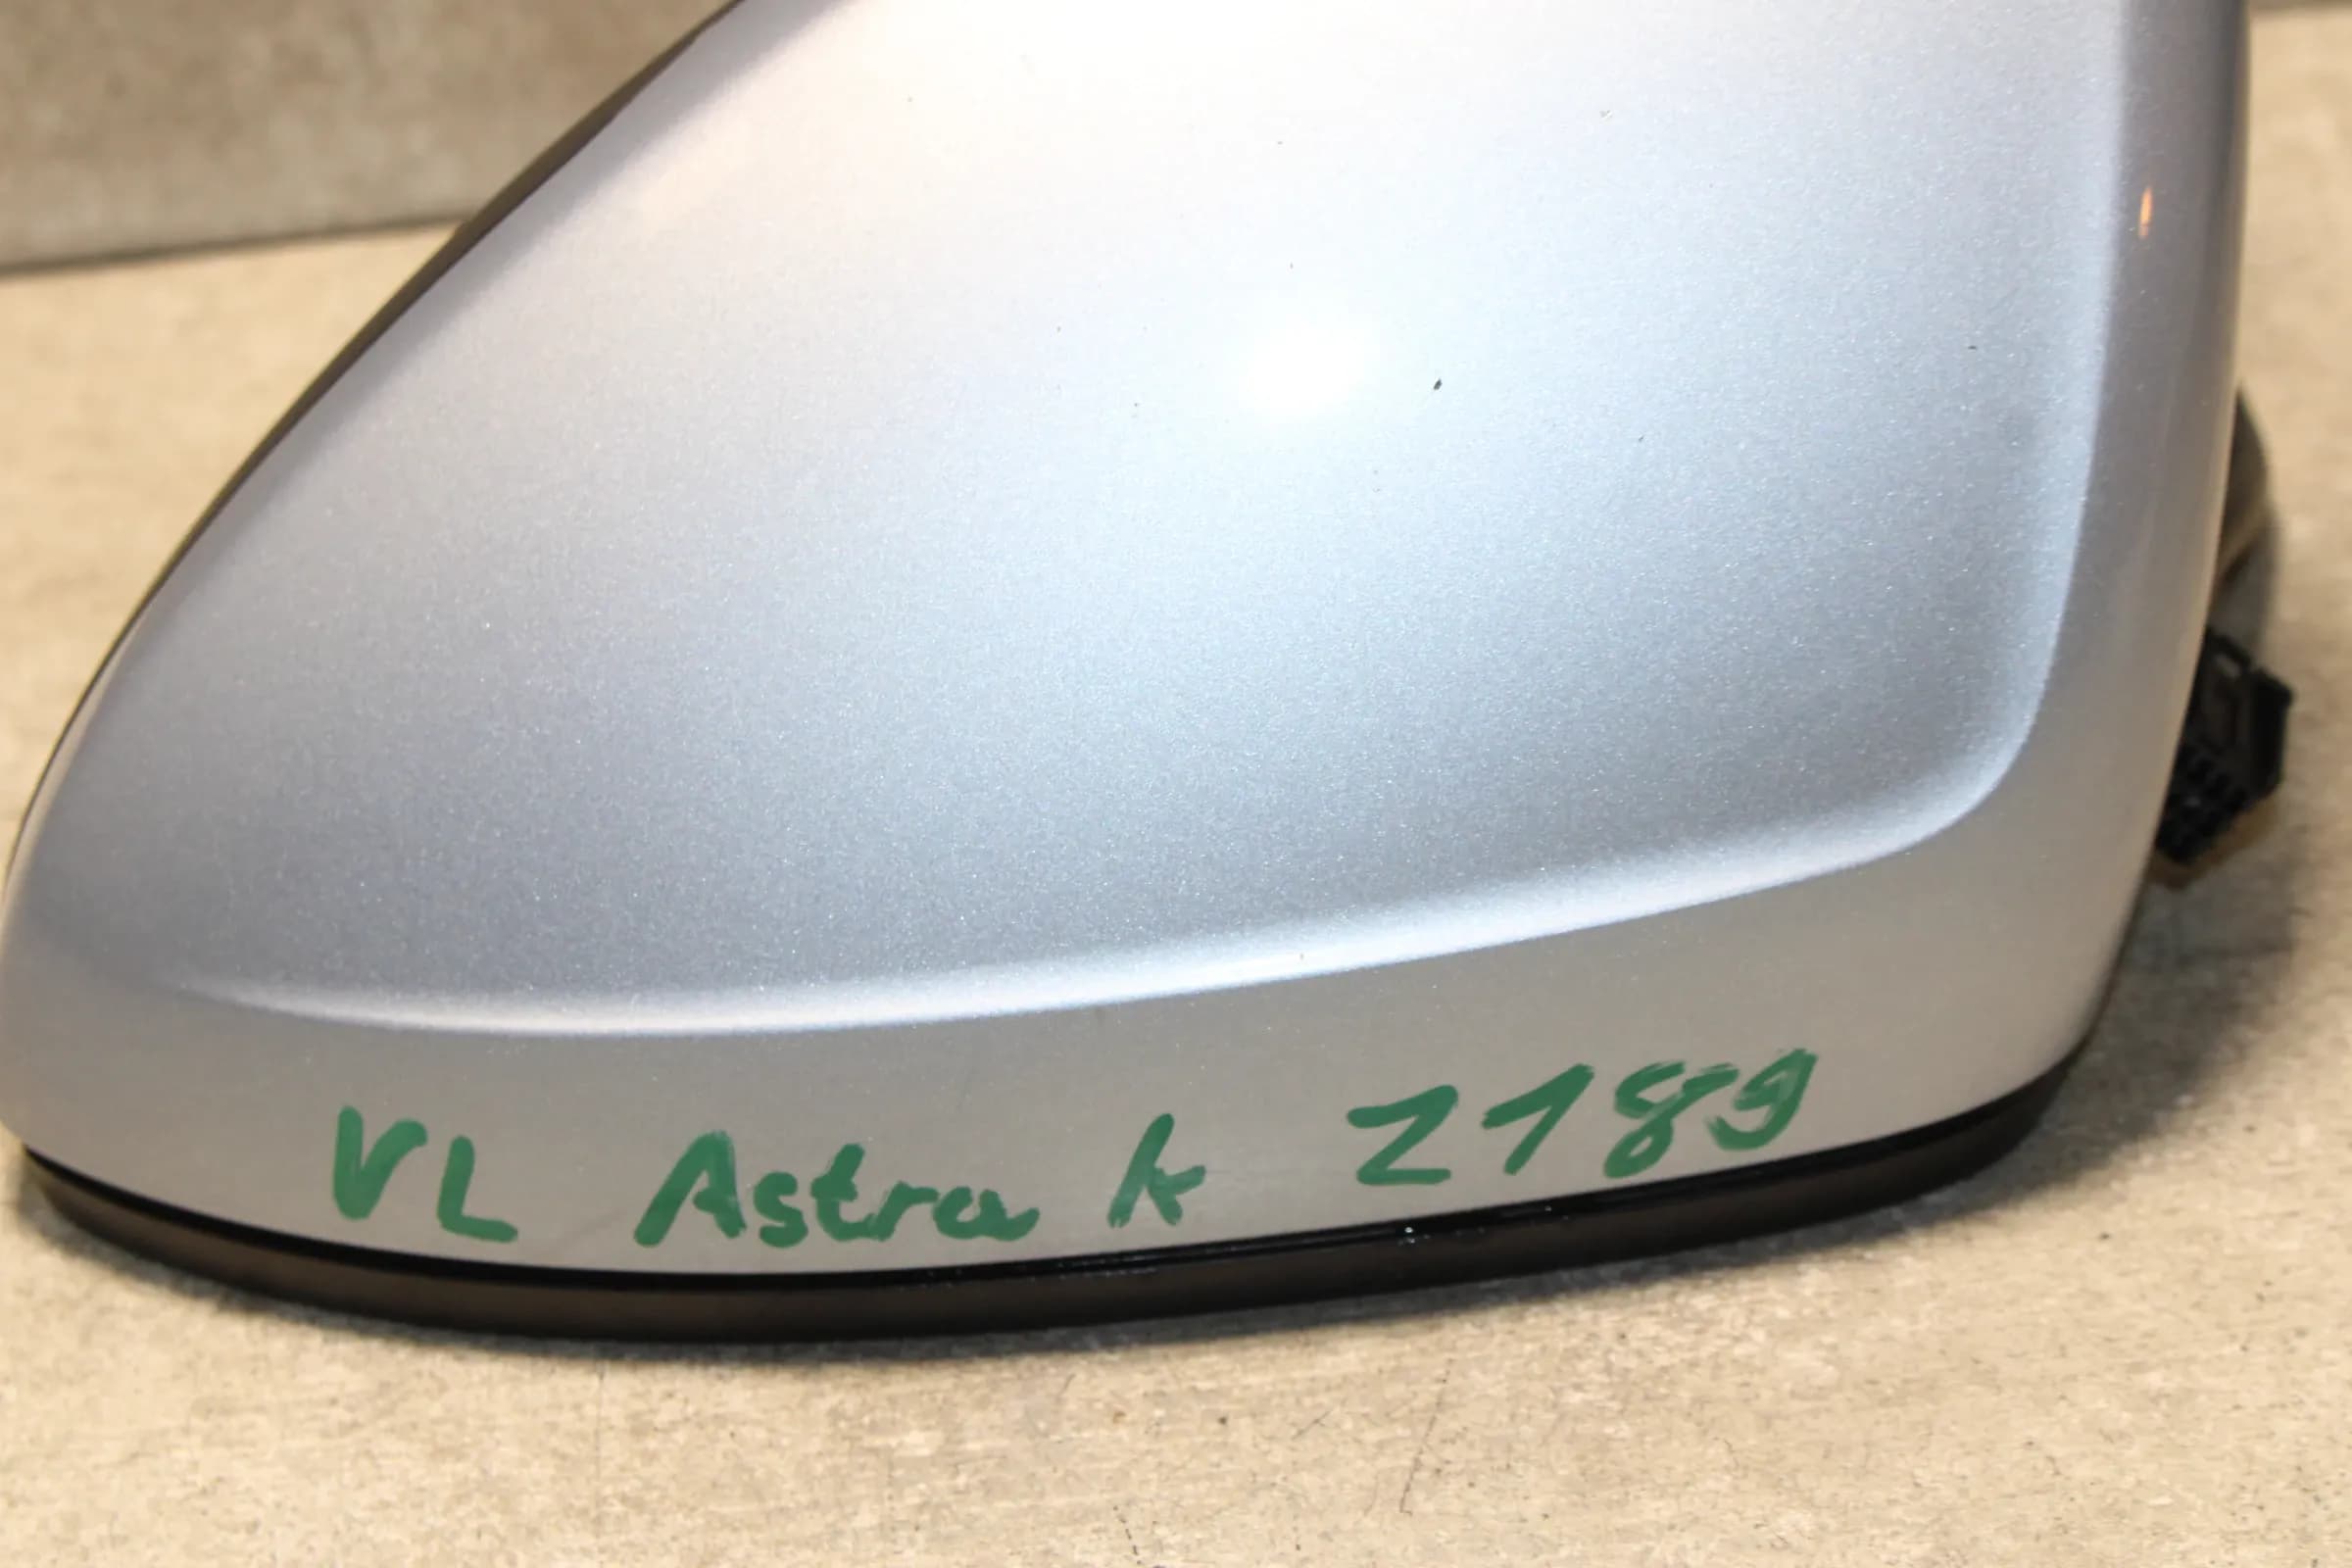 VL Astra k Z189